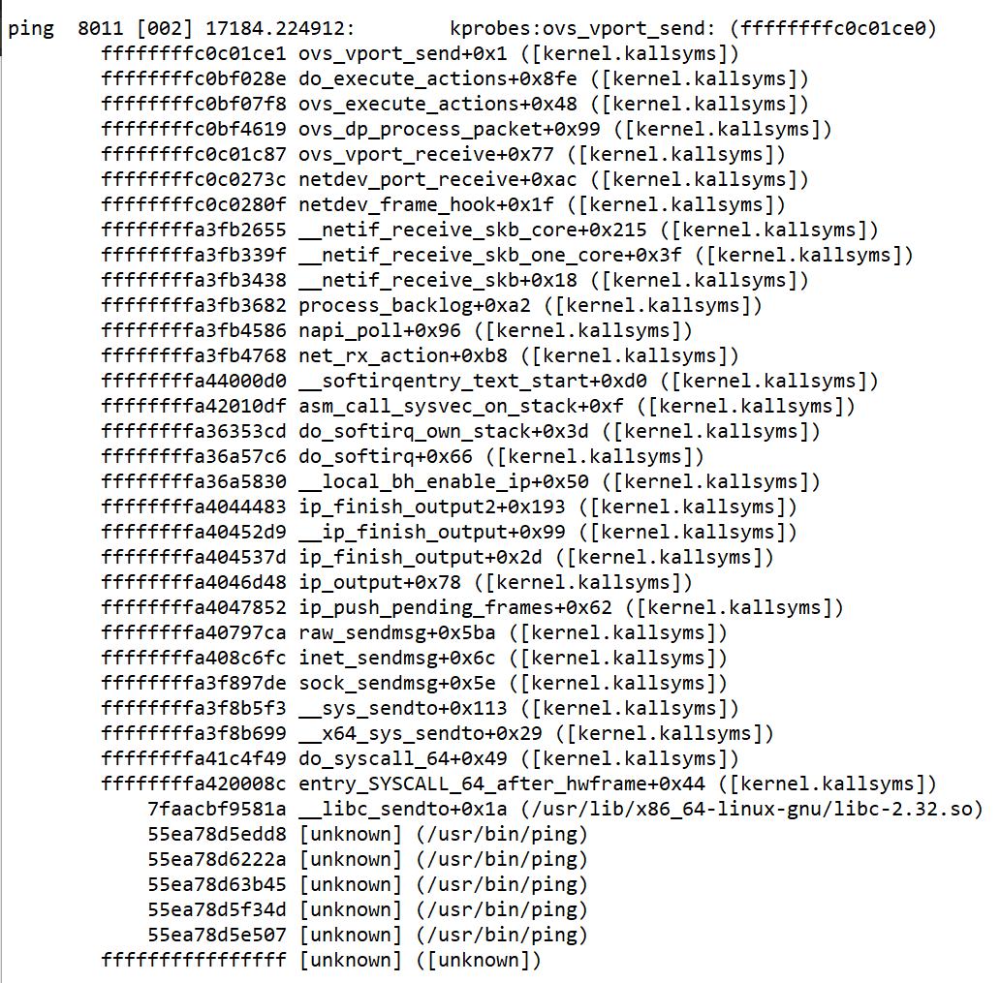 ping  8011 [002] 17184.224912:        kprobes:ovs_vport_send: (ffffffffc0c01ce0)
        ffffffffc0c01ce1 ovs_vport_send+0x1 ([kernel.kallsyms])
        ffffffffc0bf028e do_execute_actions+0x8fe ([kernel.kallsyms])
        ffffffffc0bf07f8 ovs_execute_actions+0x48 ([kernel.kallsyms])
        ffffffffc0bf4619 ovs_dp_process_packet+0x99 ([kernel.kallsyms])
        ffffffffc0c01c87 ovs_vport_receive+0x77 ([kernel.kallsyms])
        ffffffffc0c0273c netdev_port_receive+0xac ([kernel.kallsyms])
        ffffffffc0c0280f netdev_frame_hook+0x1f ([kernel.kallsyms])
        ffffffffa3fb2655 __netif_receive_skb_core+0x215 ([kernel.kallsyms])
        ffffffffa3fb339f __netif_receive_skb_one_core+0x3f ([kernel.kallsyms])
        ffffffffa3fb3438 __netif_receive_skb+0x18 ([kernel.kallsyms])
        ffffffffa3fb3682 process_backlog+0xa2 ([kernel.kallsyms])
        ffffffffa3fb4586 napi_poll+0x96 ([kernel.kallsyms])
        ffffffffa3fb4768 net_rx_action+0xb8 ([kernel.kallsyms])
        ffffffffa44000d0 __softirqentry_text_start+0xd0 ([kernel.kallsyms])
        ffffffffa42010df asm_call_sysvec_on_stack+0xf ([kernel.kallsyms])
        ffffffffa36353cd do_softirq_own_stack+0x3d ([kernel.kallsyms])
        ffffffffa36a57c6 do_softirq+0x66 ([kernel.kallsyms])
        ffffffffa36a5830 __local_bh_enable_ip+0x50 ([kernel.kallsyms])
        ffffffffa4044483 ip_finish_output2+0x193 ([kernel.kallsyms])
        ffffffffa40452d9 __ip_finish_output+0x99 ([kernel.kallsyms])
        ffffffffa404537d ip_finish_output+0x2d ([kernel.kallsyms])
        ffffffffa4046d48 ip_output+0x78 ([kernel.kallsyms])
        ffffffffa4047852 ip_push_pending_frames+0x62 ([kernel.kallsyms])
        ffffffffa40797ca raw_sendmsg+0x5ba ([kernel.kallsyms])
        ffffffffa408c6fc inet_sendmsg+0x6c ([kernel.kallsyms])
        ffffffffa3f897de sock_sendmsg+0x5e ([kernel.kallsyms])
        ffffffffa3f8b5f3 __sys_sendto+0x113 ([kernel.kallsyms])
        ffffffffa3f8b699 __x64_sys_sendto+0x29 ([kernel.kallsyms])
        ffffffffa41c4f49 do_syscall_64+0x49 ([kernel.kallsyms])
        ffffffffa420008c entry_SYSCALL_64_after_hwframe+0x44 ([kernel.kallsyms])
            7faacbf9581a __libc_sendto+0x1a (/usr/lib/x86_64-linux-gnu/libc-2.32.so)
            55ea78d5edd8 [unknown] (/usr/bin/ping)
            55ea78d6222a [unknown] (/usr/bin/ping)
            55ea78d63b45 [unknown] (/usr/bin/ping)
            55ea78d5f34d [unknown] (/usr/bin/ping)
            55ea78d5e507 [unknown] (/usr/bin/ping)
        ffffffffffffffff [unknown] ([unknown])